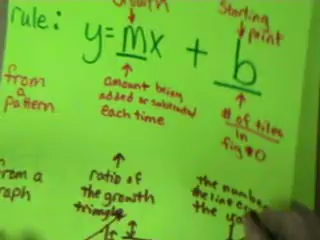 Growth
Starting
point
rule:
y=mx + b
from
a
pattern
amount being
added or subtracted
each time
# of tiles
in
fig #0
from a
graph
ratio of
the growth
triangle
the number
the line
the